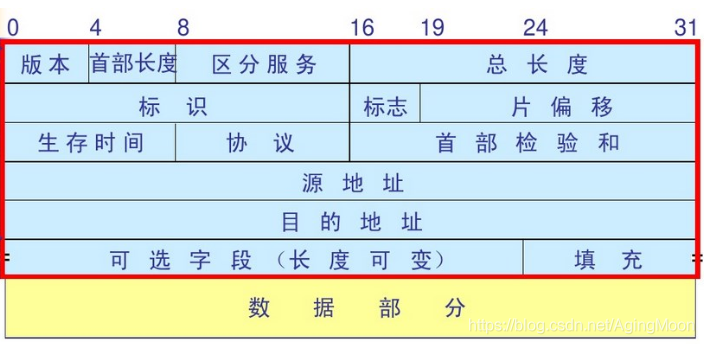 0 4 8 16 19 24 31
版本 首部长度 区分服务 总长度
标识 标志 片偏移
生存时间 协议 首部检验和
源地址
目的地址
可选字段（长度可变） 填充
数据部分
https://blog.csdn.net/AgingMoon